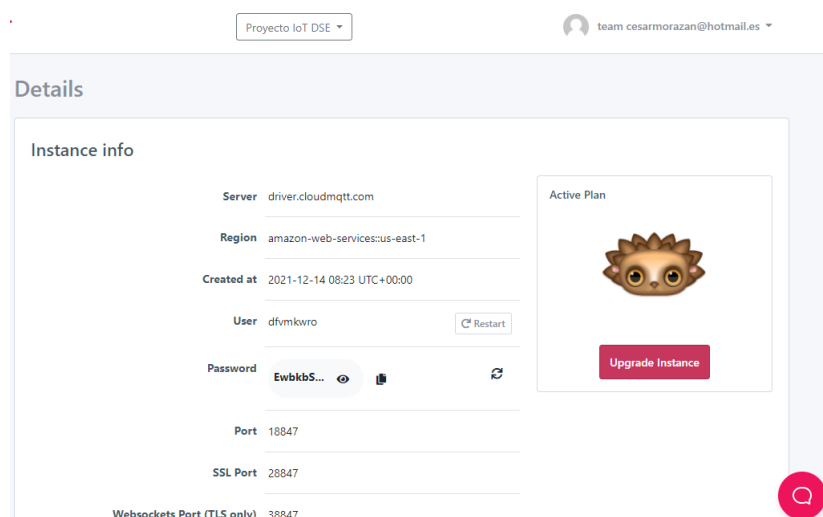 Proyecto IoT DSE
team cesarmorazan@hotmail.es
Details
Instance info
Server driver.cloudmqtt.com
Active Plan
Region amazon-web-services::us-east-1
Created at 2021-12-14 08:23 UTC+00:00
User dfvmkwro Restart
Password EwbkbS...
Upgrade Instance
Port 18847
SSL Port 28847
Websockets Port (TLS only) 38847